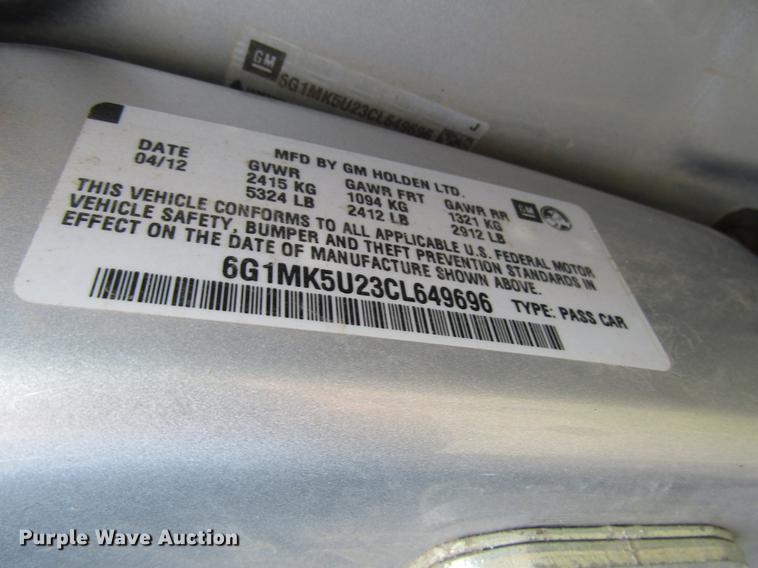 GM
6G1MK5U23CL649696
J
MFD BY GM HOLDEN LTD.
DATE GVWR GAWR FRT GAWR RR
04/12 2415 KG 1094 KG 1321 KG
5324 LB 2412 LB 2912 LB
GM
THIS VEHICLE CONFORMS TO ALL APPLICABLE U.S. FEDERAL MOTOR
VEHICLE SAFETY, BUMPER AND THEFT PREVENTION STANDARDS IN
EFFECT ON THE DATE OF MANUFACTURE SHOWN ABOVE.
6G1MK5U23CL649696 TYPE: PASS CAR
Purple Wave Auction